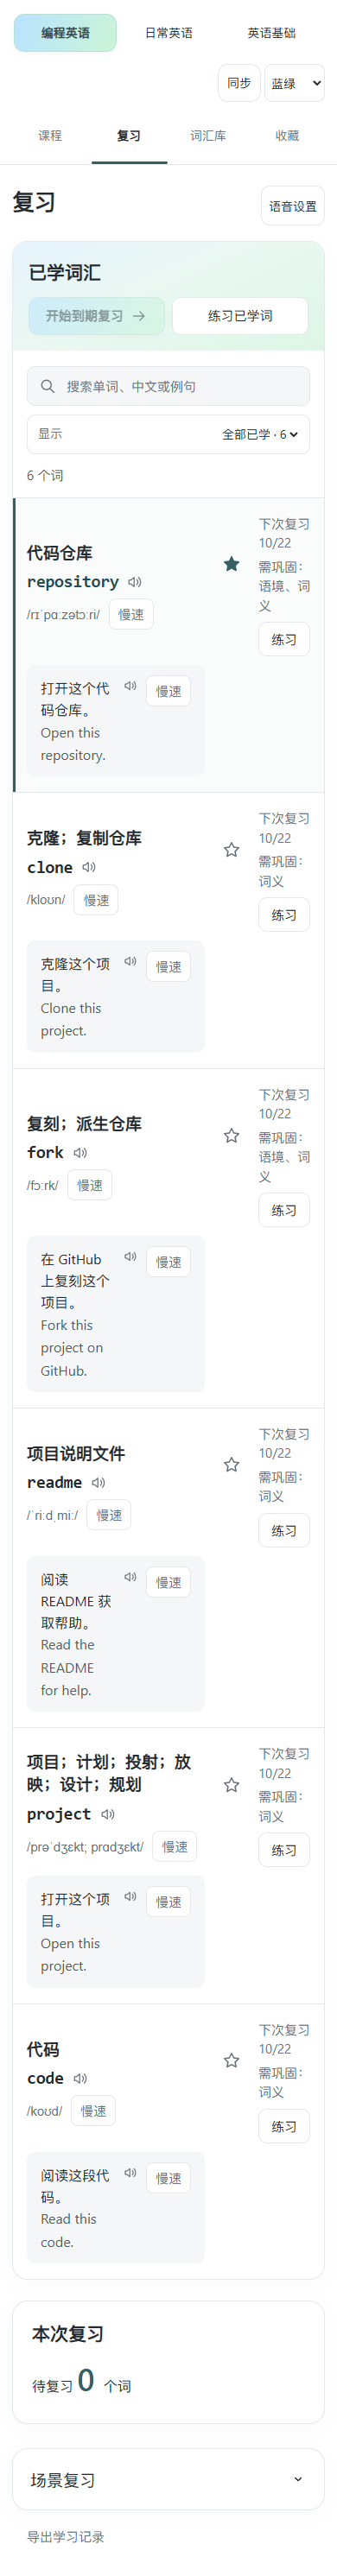 编程英语 日常英语 英语基础
同步 蓝绿
课程 复习 词汇库 收藏
复习 语音设置
已学词汇
开始到期复习 → 练习已学词
搜索单词、中文或例句
显示 全部已学 · 6
6 个词
代码仓库
repository
/rɪˈpɑːzətɔːri/ 慢速
下次复习
10/22
需巩固：
语境、词
义
练习
打开这个代
码仓库。
慢速
Open this
repository.
克隆；复制仓库
clone
/kloʊn/ 慢速
下次复习
10/22
需巩固：
词义
练习
克隆这个项
目。
慢速
Clone this
project.
复刻；派生仓库
fork
/fɔːrk/ 慢速
下次复习
10/22
需巩固：
语境、词
义
练习
在 GitHub
上复刻这个
项目。
慢速
Fork this
project on
GitHub.
项目说明文件
readme
/ˈriːdˌmiː/ 慢速
下次复习
10/22
需巩固：
词义
练习
阅读
README 获
取帮助。
慢速
Read the
README
for help.
项目；计划；投射；放
映；设计；规划
project
/prəˈdʒɛkt; prɑdʒɛkt/ 慢速
下次复习
10/22
需巩固：
词义
练习
打开这个项
目。
慢速
Open this
project.
代码
code
/koʊd/ 慢速
下次复习
10/22
需巩固：
词义
练习
阅读这段代
码。
慢速
Read this
code.
本次复习
待复习 0 个词
场景复习
导出学习记录